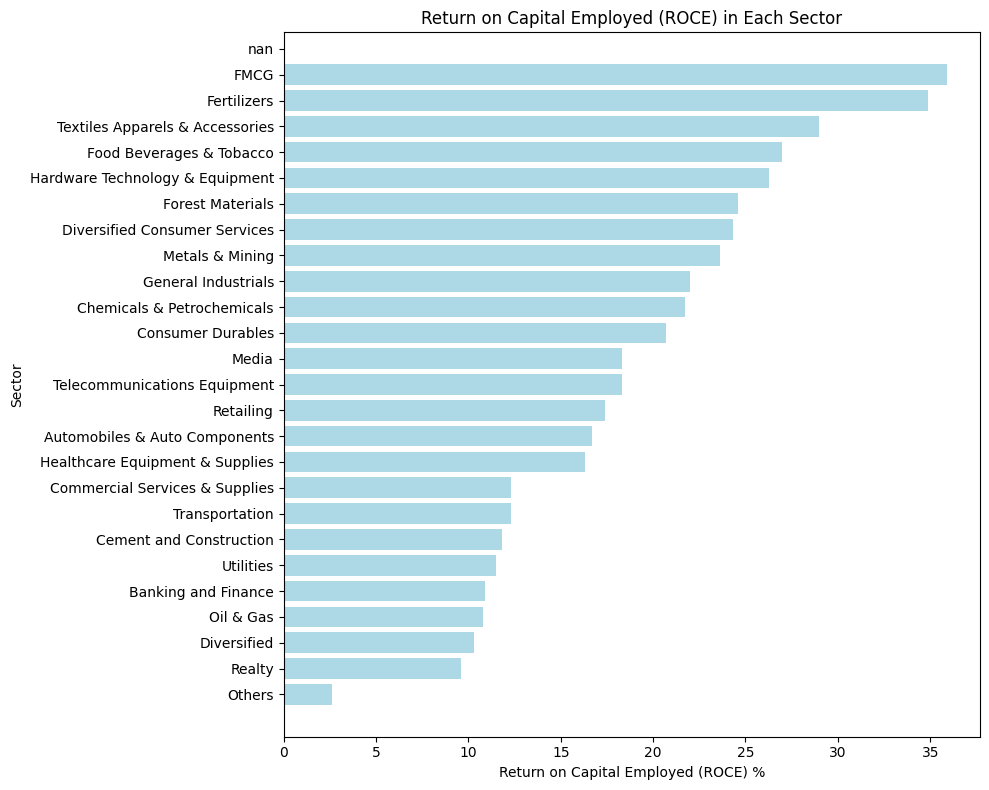 Return on Capital Employed (ROCE) in Each Sector
nan
FMCG
Fertilizers
Textiles Apparels & Accessories
Food Beverages & Tobacco
Hardware Technology & Equipment
Forest Materials
Diversified Consumer Services
Metals & Mining
General Industrials
Chemicals & Petrochemicals
Consumer Durables
Media
Telecommunications Equipment
Retailing
Automobiles & Auto Components
Healthcare Equipment & Supplies
Commercial Services & Supplies
Transportation
Cement and Construction
Utilities
Banking and Finance
Oil & Gas
Diversified
Realty
Others
Sector
0 5 10 15 20 25 30 35
Return on Capital Employed (ROCE) %